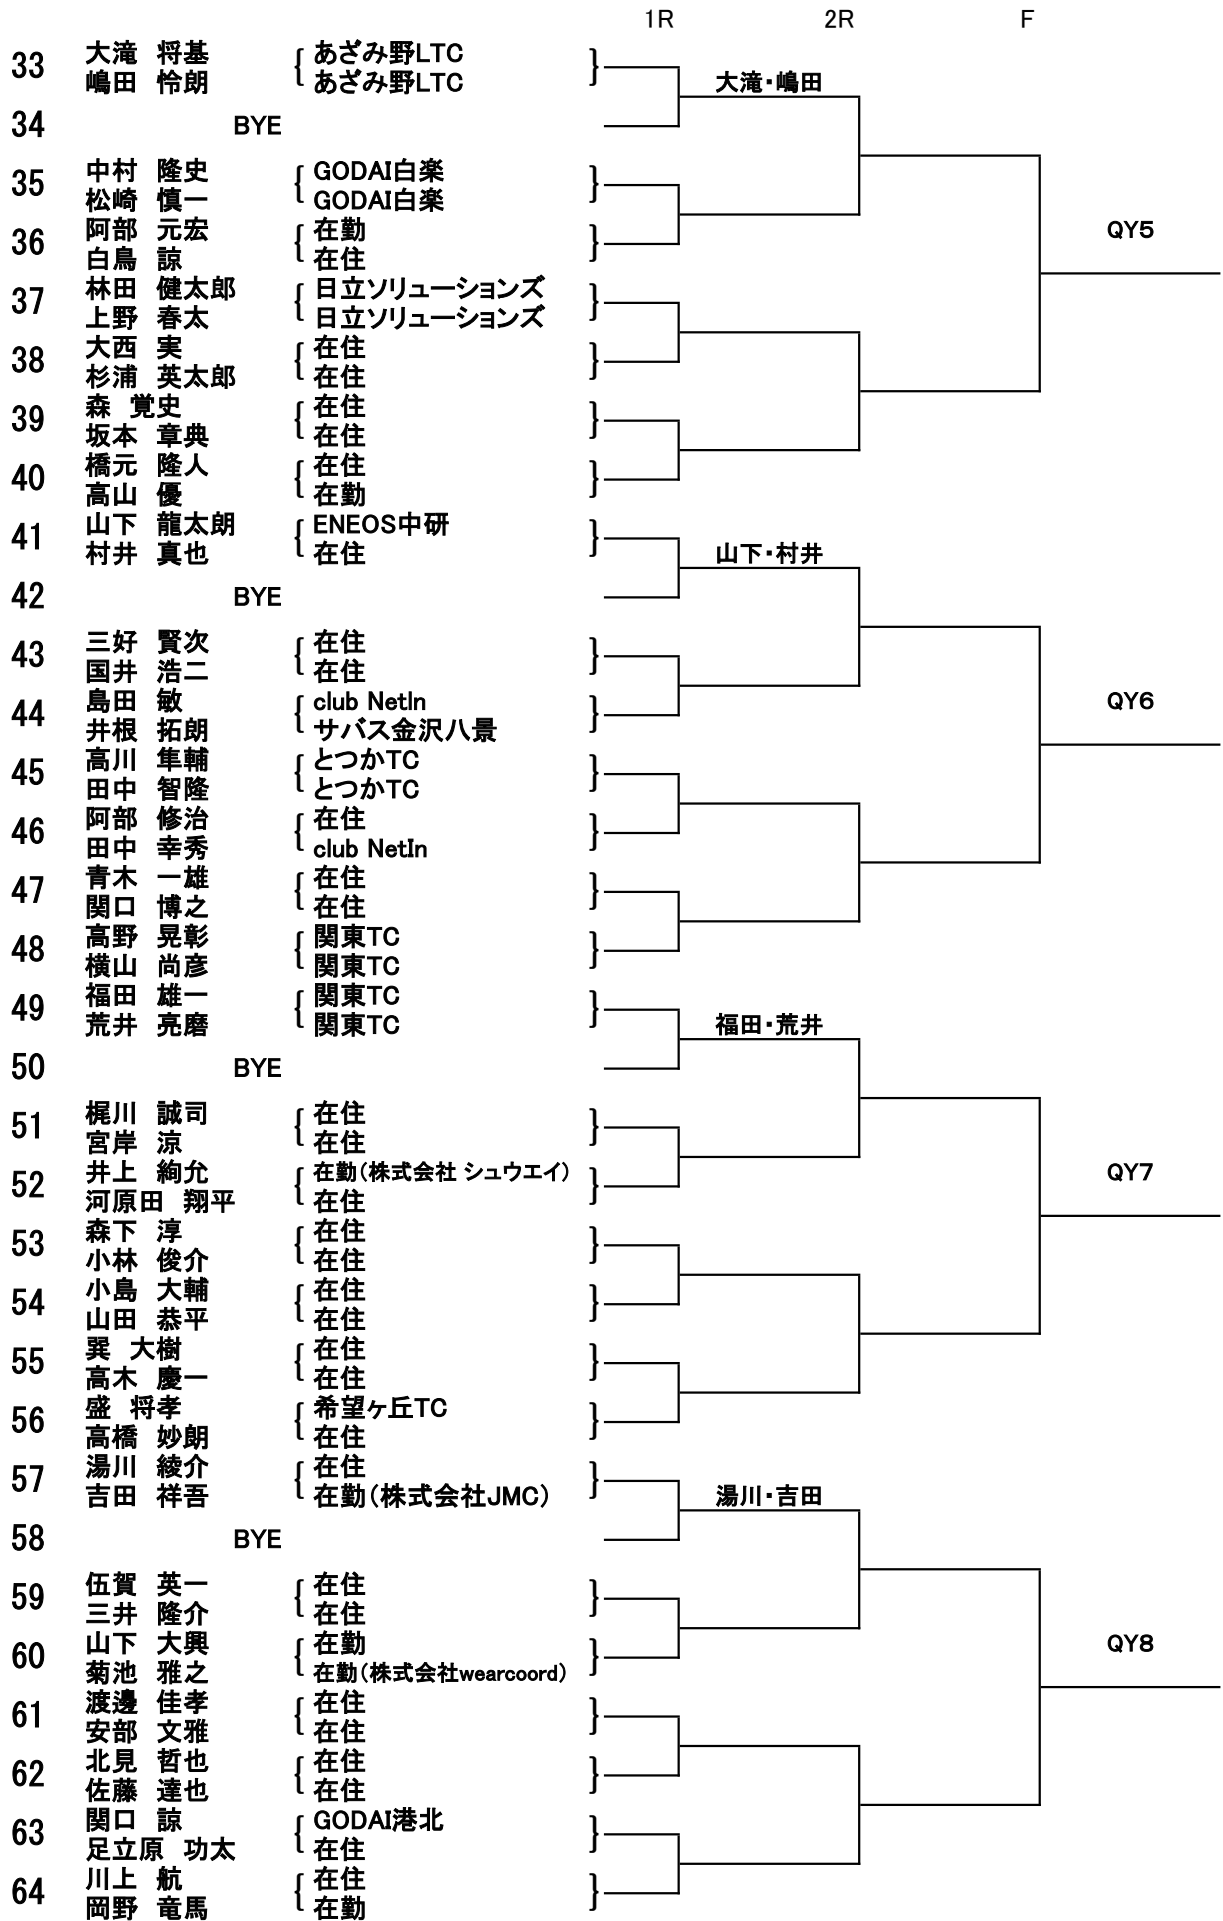 1R 2R F
33 大滝 将基 あざみ野LTC
嶋田 怜朗 あざみ野LTC
大滝・嶋田
34 BYE
35 中村 隆史 GODAI白楽
松崎 慎一 GODAI白楽
36 阿部 元宏 在勤
白鳥 諒 在住
QY5
37 林田 健太郎 日立ソリューションズ
上野 春太 日立ソリューションズ
38 大西 実 在住
杉浦 英太郎 在住
39 森 覚史 在住
坂本 章典 在住
40 橋元 隆人 在住
高山 優 在勤
41 山下 龍太朗 ENEOS中研
村井 真也 在住
山下・村井
42 BYE
43 三好 賢次 在住
国井 浩二 在住
44 島田 敏 club NetIn
井根 拓朗 サバス金沢八景
QY6
45 高川 隼輔 とつかTC
田中 智隆 とつかTC
46 阿部 修治 在住
田中 幸秀 club NetIn
47 青木 一雄 在住
関口 博之 在住
48 高野 晃彰 関東TC
横山 尚彦 関東TC
49 福田 雄一 関東TC
荒井 亮磨 関東TC
福田・荒井
50 BYE
51 梶川 誠司 在住
宮岸 涼 在住
52 井上 絢允 在勤（株式会社 シュウエイ）
河原田 翔平 在住
QY7
53 森下 淳 在住
小林 俊介 在住
54 小島 大輔 在住
山田 恭平 在住
55 巽 大樹 在住
高木 慶一 在住
56 盛 将孝 希望ヶ丘TC
高橋 妙朗 在住
57 湯川 綾介 在住
吉田 祥吾 在勤（株式会社JMC）
湯川・吉田
58 BYE
59 伍賀 英一 在住
三井 隆介 在住
60 山下 大興 在勤
菊池 雅之 在勤（株式会社wearcoord）
QY8
61 渡邊 佳孝 在住
安部 文雅 在住
62 北見 哲也 在住
佐藤 達也 在住
63 関口 諒 GODAI港北
足立原 功太 在住
64 川上 航 在住
岡野 竜馬 在勤